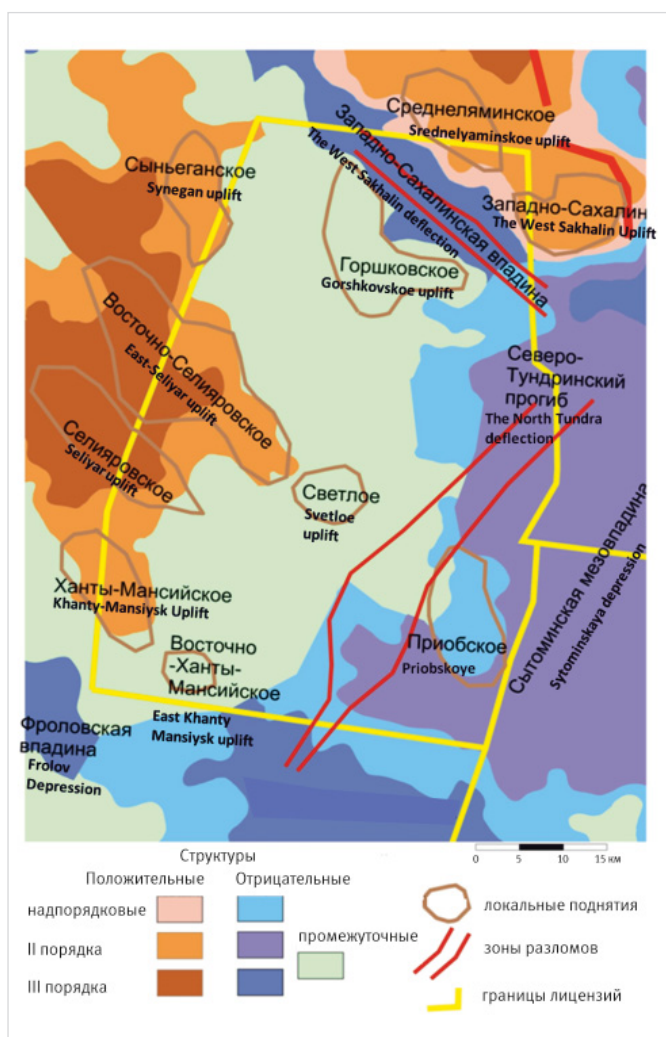 Среднеляминское
Srednelyaminskoe uplift
Западно-Сахалинская впадина
The West Sakhalin deflection
Сыньеганское
Synegan uplift
Западно-Сахалин
The West Sakhalin Uplift
Горшковское
Gorshkovskoe uplift
Восточно-Селияровское
East-Seliyar uplift
Северо-
Тундринский
прогиб
The North Tundra
deflection
Селияровское
Seliyar uplift
Светлое
Svetloe
uplift
Сытоминская мезовпадина
Sytominskaya depression
Ханты-Мансийское
Khanty-Mansiysk Uplift
Приобское
Priobskoye
Восточно
-Ханты-
Мансийское
East Khanty
Mansiysk uplift
Фроловская
впадина
Frolov
Depression
0 5 10 15 км
Структуры
Положительные Отрицательные
надпорядковые
II порядка
III порядка
промежуточные
локальные поднятия
зоны разломов
границы лицензий